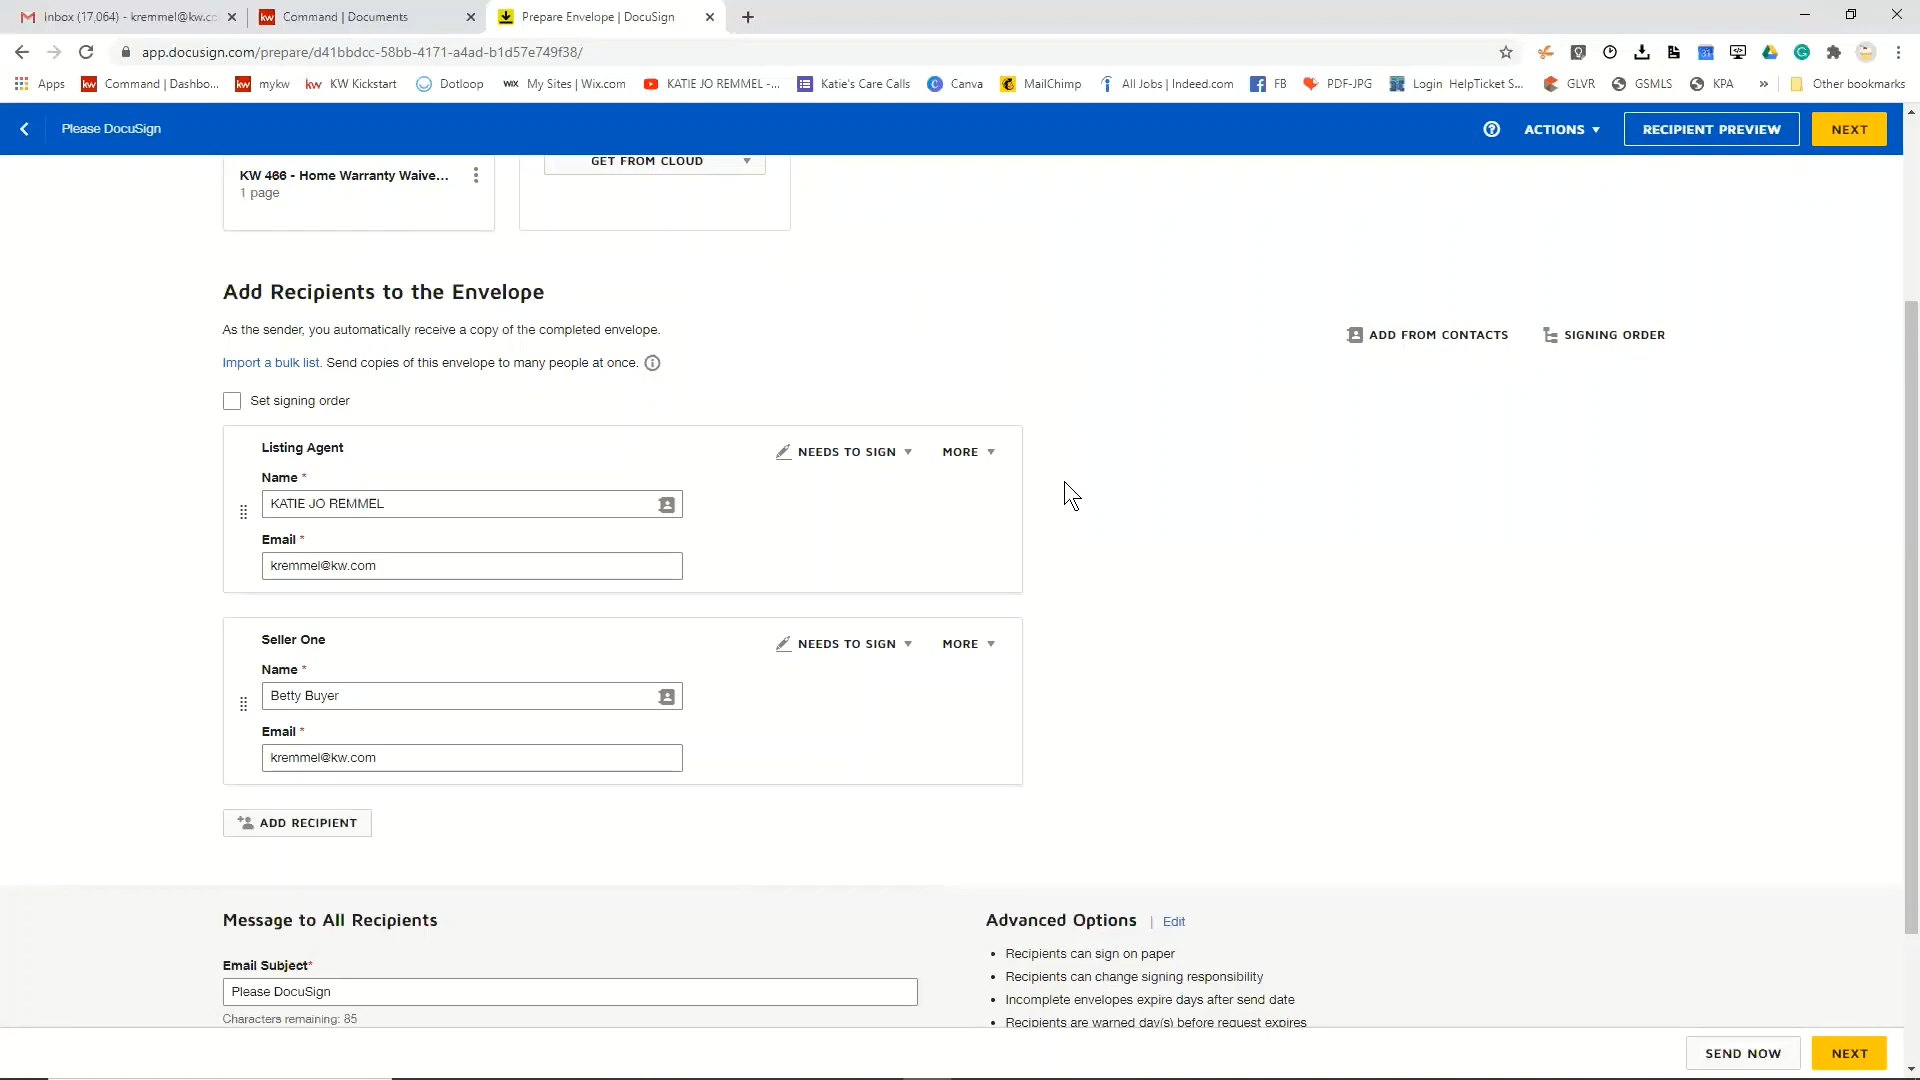 Inbox (17,064) - kremmel@kw.cc
Command | Documents
Prepare Envelope | DocuSign
app.docusign.com/prepare/d41bbdcc-58bb-4171-a4ad-b1d57e749f38/
Apps
Command | Dashbo...
mykw
KW Kickstart
Dotloop
My Sites | Wix.com
KATIE JO REMMEL -...
Katie's Care Calls
Canva
MailChimp
All Jobs | Indeed.com
FB
PDF-JPG
Login HelpTicket S...
GLVR
GSMLS
KPA
»
Other bookmarks
Please DocuSign
ACTIONS
RECIPIENT PREVIEW
NEXT
KW 466 - Home Warranty Waive...
1 page
GET FROM CLOUD
Add Recipients to the Envelope
As the sender, you automatically receive a copy of the completed envelope.
ADD FROM CONTACTS
SIGNING ORDER
Import a bulk list. Send copies of this envelope to many people at once.
Set signing order
Listing Agent
NEEDS TO SIGN
MORE
Name *
KATIE JO REMMEL
Email *
kremmel@kw.com
Seller One
NEEDS TO SIGN
MORE
Name *
Betty Buyer
Email *
kremmel@kw.com
ADD RECIPIENT
Message to All Recipients
Email Subject*
Please DocuSign
Characters remaining: 85
Advanced Options | Edit
• Recipients can sign on paper
• Recipients can change signing responsibility
• Incomplete envelopes expire days after send date
• Recipients are warned day(s) before request expires
SEND NOW
NEXT